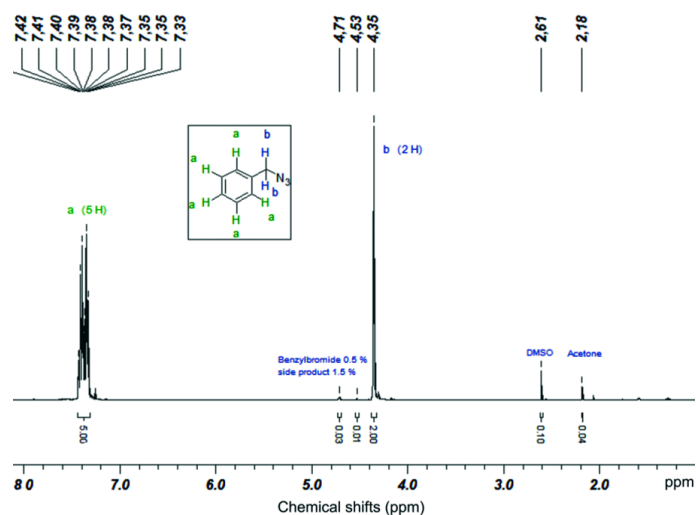 7,42
7,41
7,40
7,39
7,38
7,38
7,37
7,35
7,35
7,33
4,71
4,53
4,35
2,61
2,18
a
b
H
H
a
H
N3
a
H
H
b
H
H
a
H
a
a
b (2 H)
a (5 H)
Benzylbromide 0.5 %
side product 1.5 %
DMSO
Acetone
5.00
0.03
0.01
2.00
0.10
0.04
8 0
7.0
6.0
5.0
4.0
3.0
2.0
ppm
Chemical shifts (ppm)